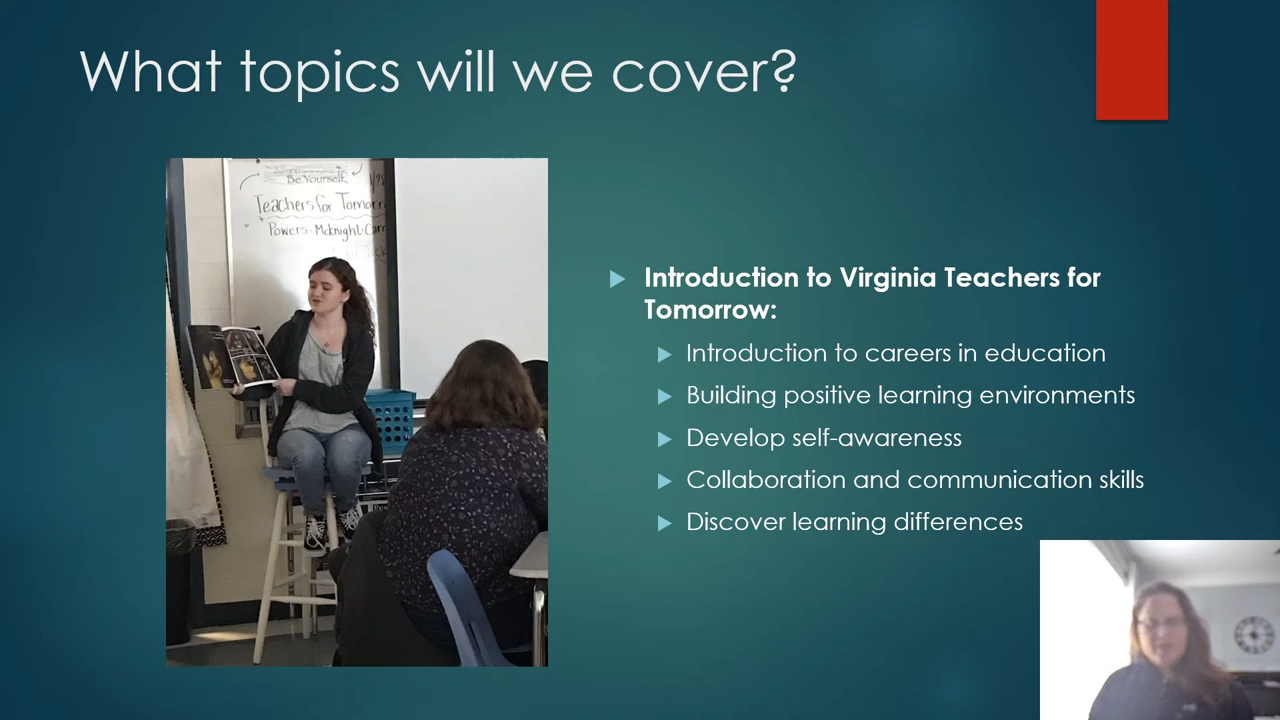 What topics will we cover?
Be Yourself
Teachers for Tomorr
Powers-McKnight-Carr
Introduction to Virginia Teachers for
Tomorrow:
Introduction to careers in education
Building positive learning environments
Develop self-awareness
Collaboration and communication skills
Discover learning differences